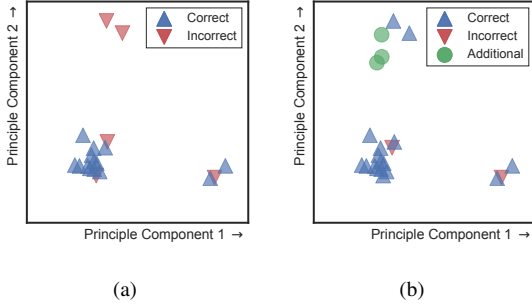 Principle Component 2 →
Correct
Incorrect
Principle Component 1 →
(a)
Principle Component 2 →
Correct
Incorrect
Additional
Principle Component 1 →
(b)